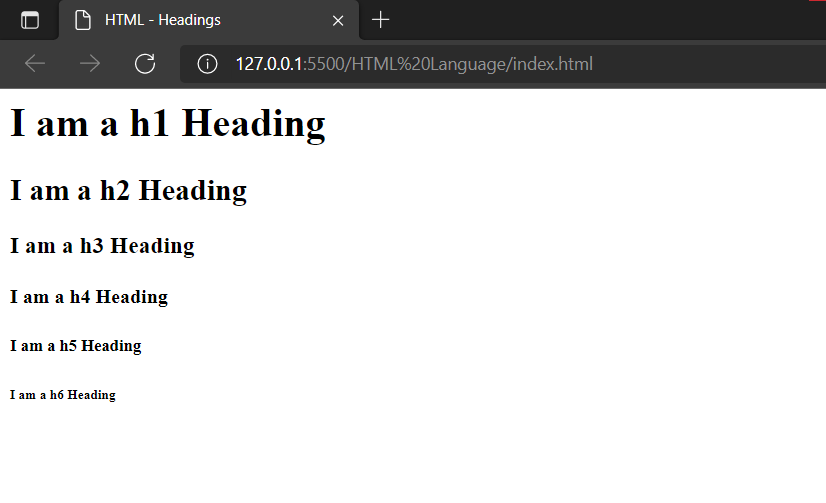 HTML - Headings
127.0.0.1:5500/HTML%20Language/index.html
I am a h1 Heading
I am a h2 Heading
I am a h3 Heading
I am a h4 Heading
I am a h5 Heading
I am a h6 Heading